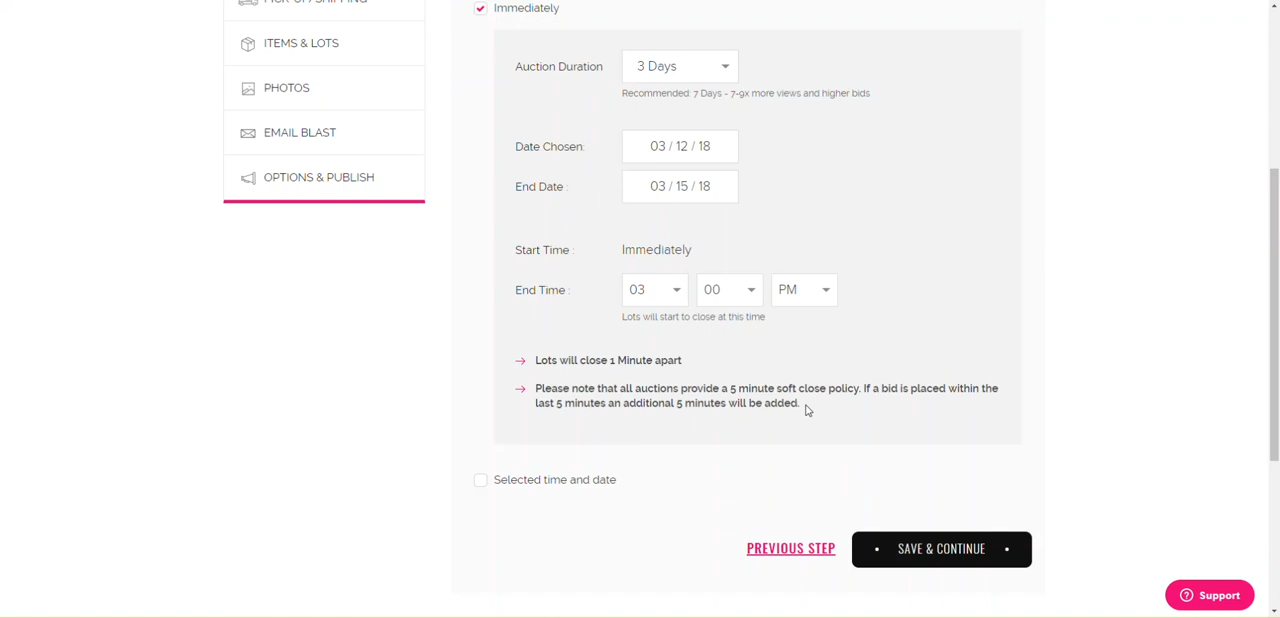 PICK-UP / SHIPPING
Immediately
ITEMS & LOTS
Auction Duration 3 Days
PHOTOS
Recommended: 7 Days - 7-9x more views and higher bids
EMAIL BLAST
Date Chosen: 03 / 12 / 18
OPTIONS & PUBLISH
End Date : 03 / 15 / 18
Start Time : Immediately
End Time : 03 00 PM
Lots will start to close at this time
Lots will close 1 Minute apart
Please note that all auctions provide a 5 minute soft close policy. If a bid is placed within the
last 5 minutes an additional 5 minutes will be added.
Selected time and date
PREVIOUS STEP • SAVE & CONTINUE •
Support